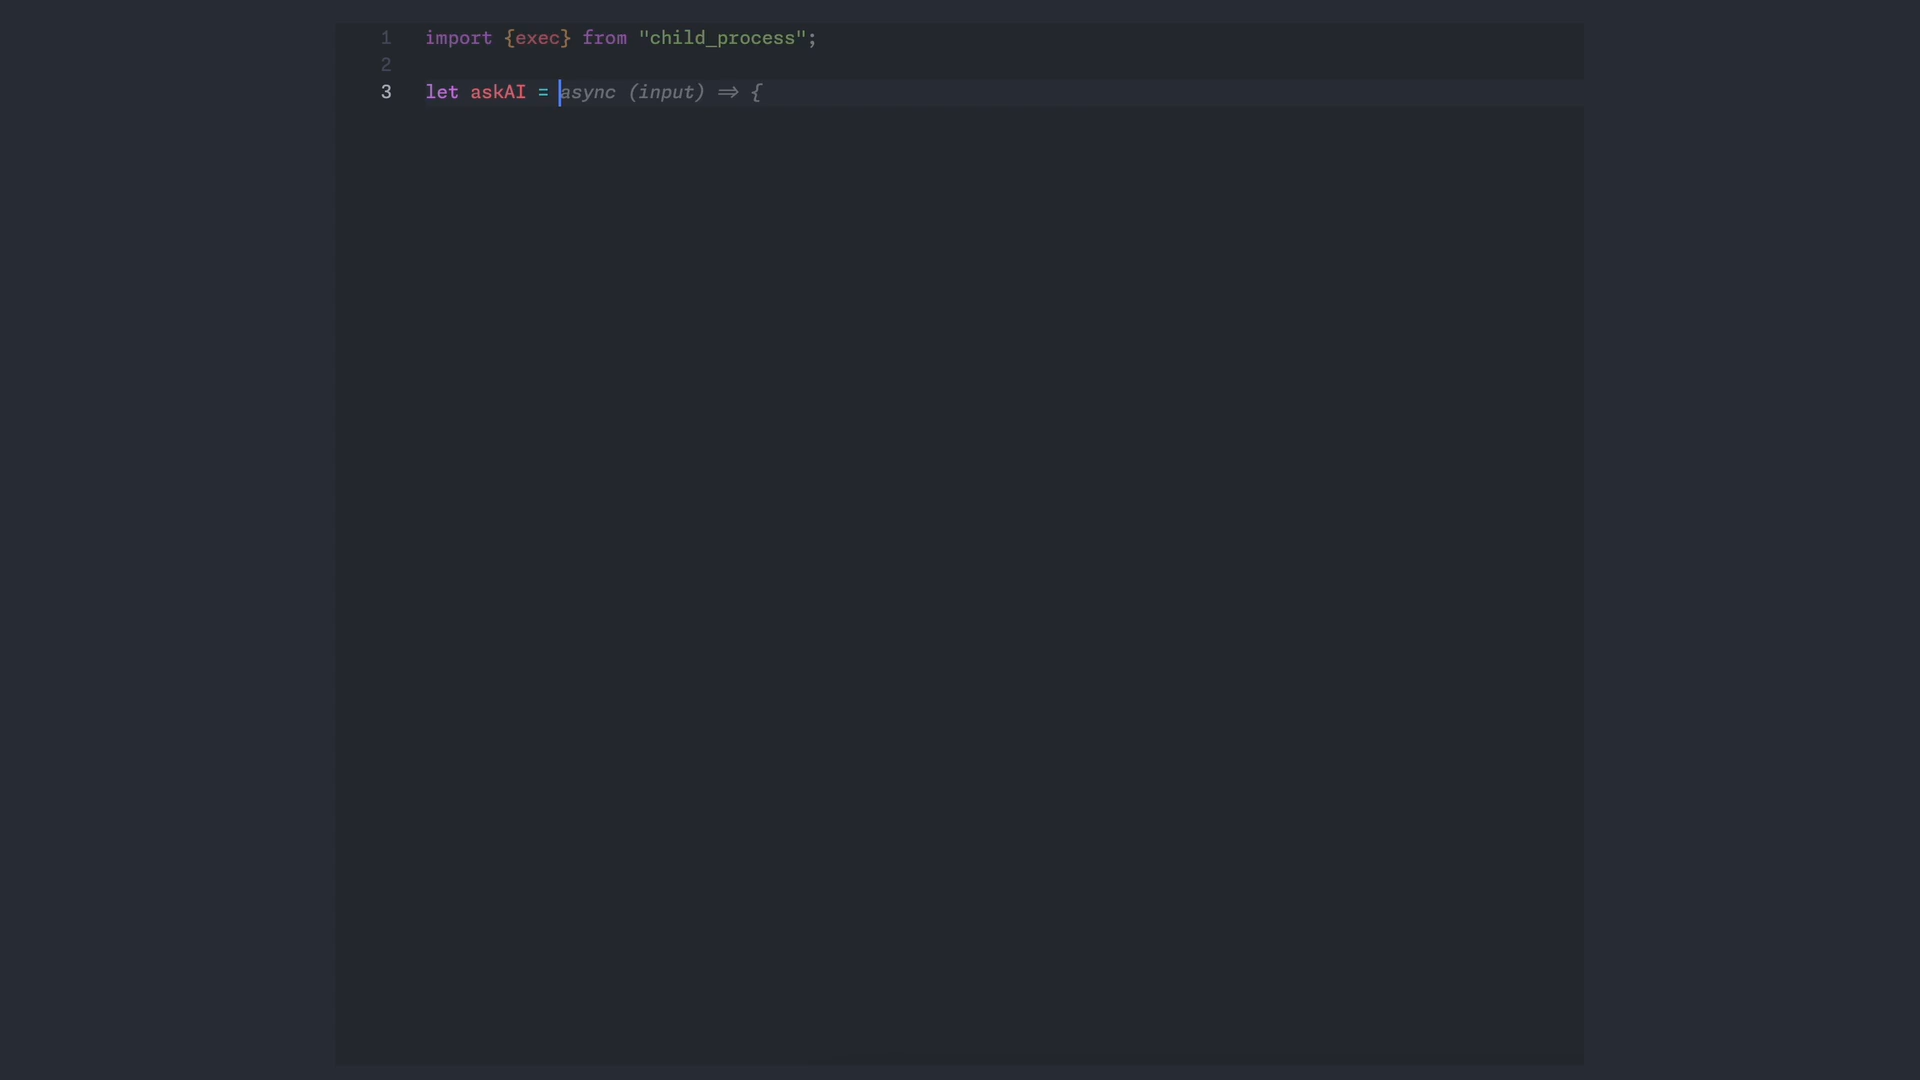 1 import {exec} from "child_process";
2
3 let askAI = async (input) => {